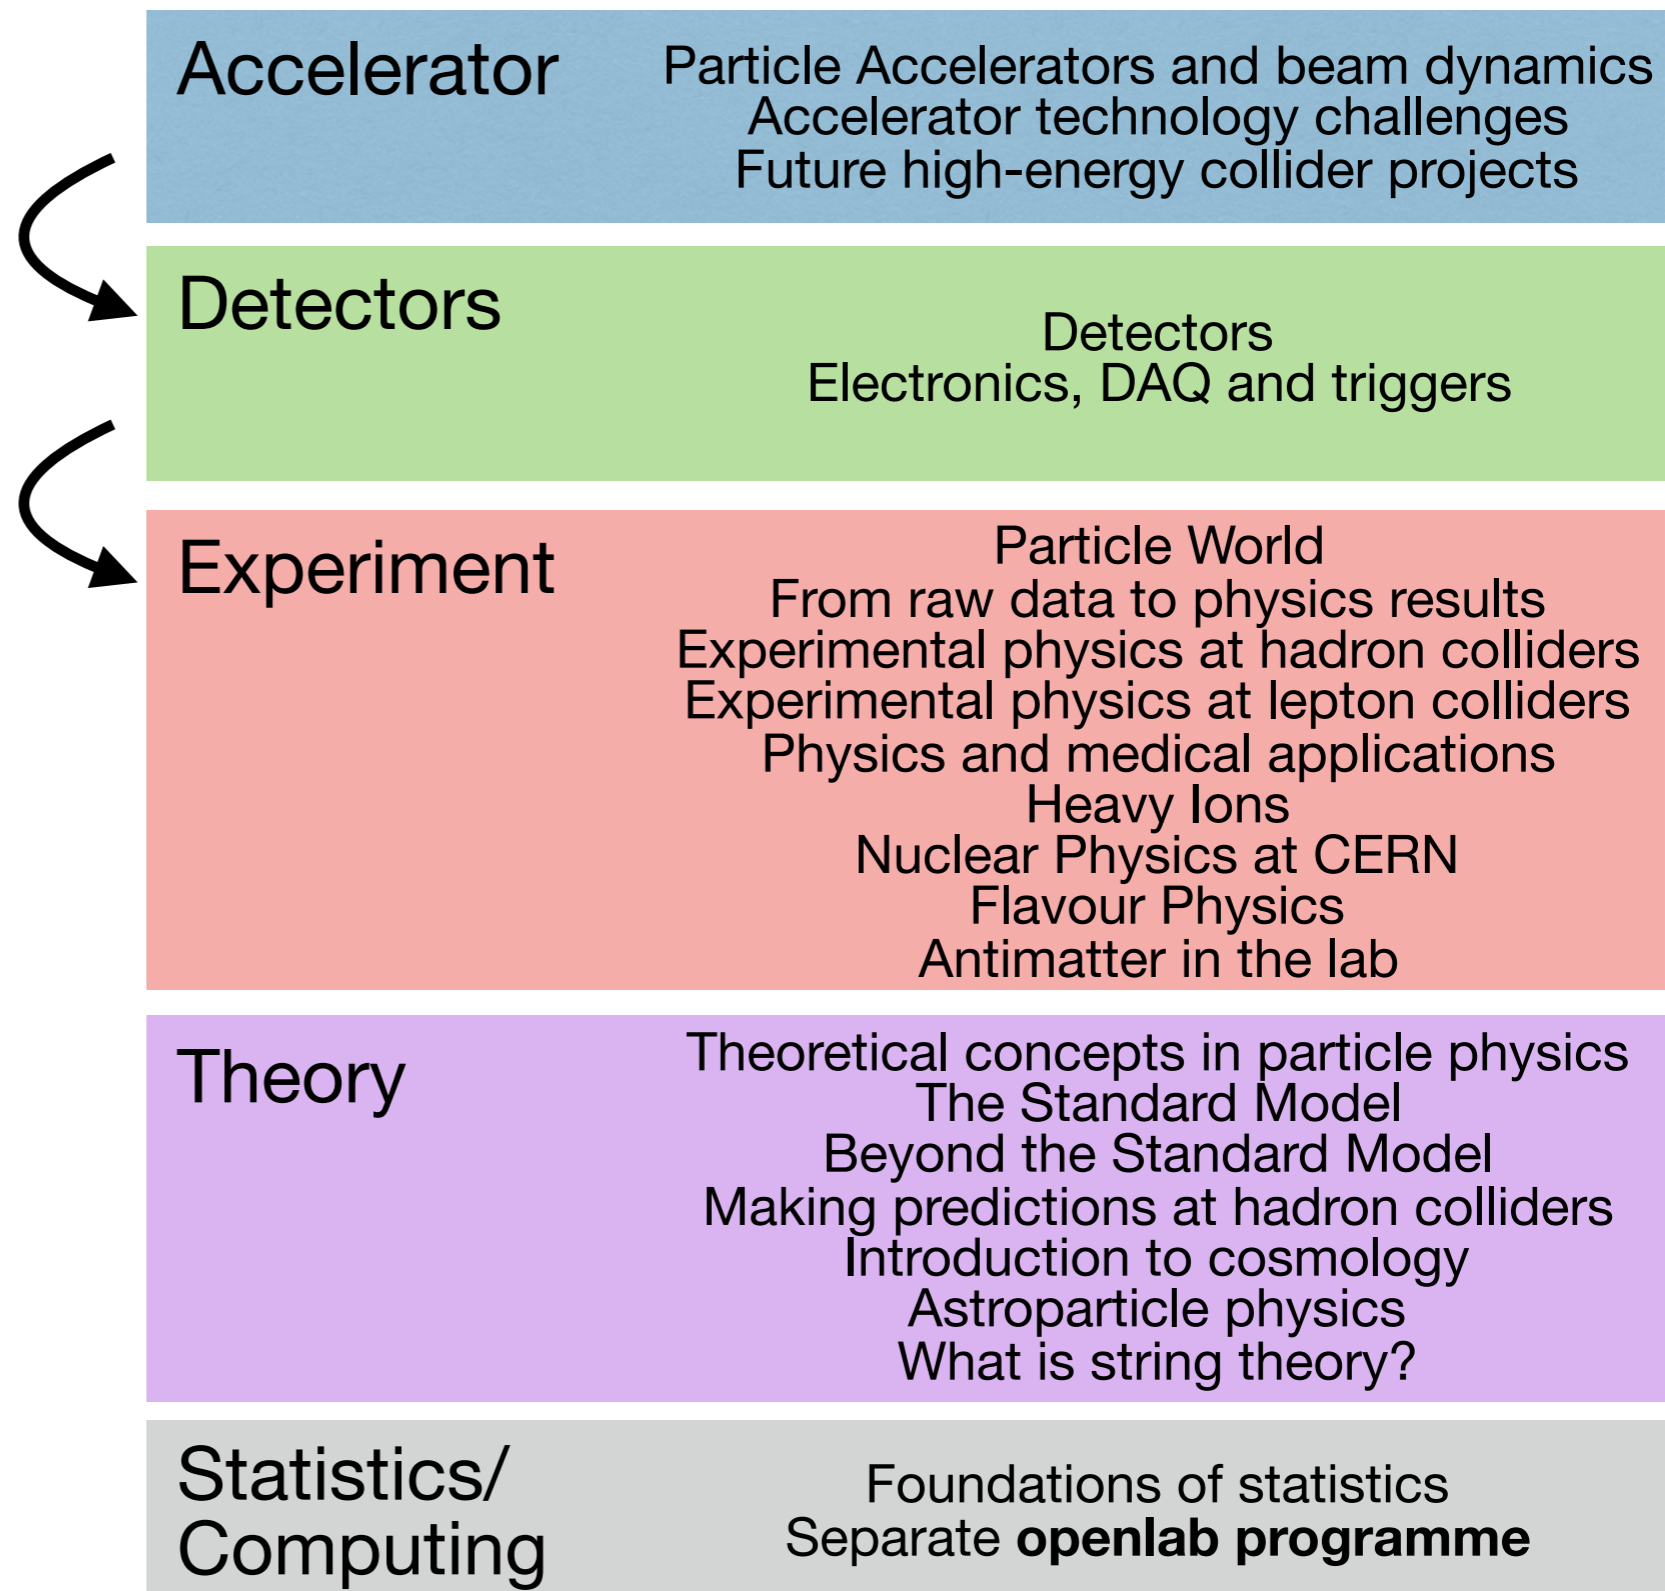 Accelerator
Particle Accelerators and beam dynamics
Accelerator technology challenges
Future high-energy collider projects
Detectors
Detectors
Electronics, DAQ and triggers
Experiment
Particle World
From raw data to physics results
Experimental physics at hadron colliders
Experimental physics at lepton colliders
Physics and medical applications
Heavy Ions
Nuclear Physics at CERN
Flavour Physics
Antimatter in the lab
Theory
Theoretical concepts in particle physics
The Standard Model
Beyond the Standard Model
Making predictions at hadron colliders
Introduction to cosmology
Astroparticle physics
What is string theory?
Statistics/
Computing
Foundations of statistics
Separate openlab programme